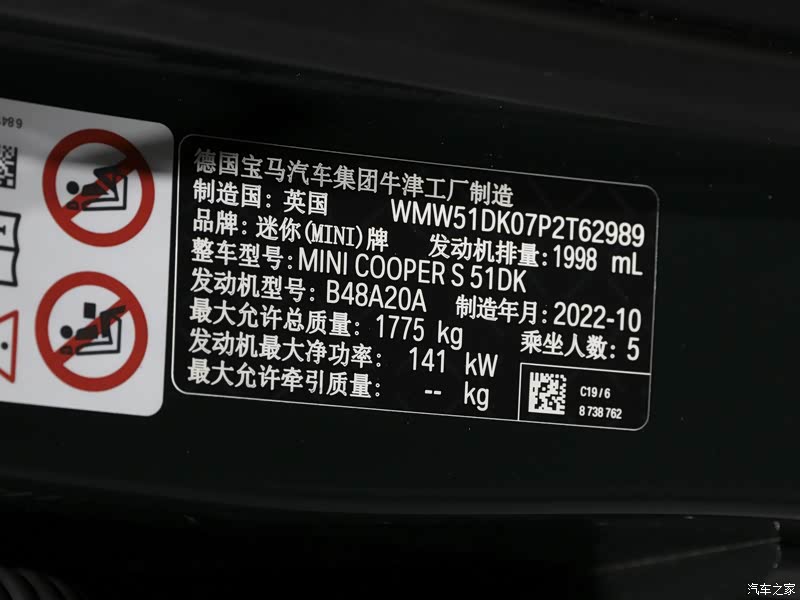 6.84
德国宝马汽车集团牛津工厂制造
制造国: 英国 WMW51DK07P2T62989
品牌: 迷你(MINI)牌 发动机排量: 1998 mL
整车型号: MINI COOPER S 51DK
发动机型号: B48A20A 制造年月: 2022-10
最大允许总质量: 1775 kg 乘坐人数: 5
发动机最大净功率: 141 kW
最大允许牵引质量: -- kg
C19/6
8 738 762
汽车之家